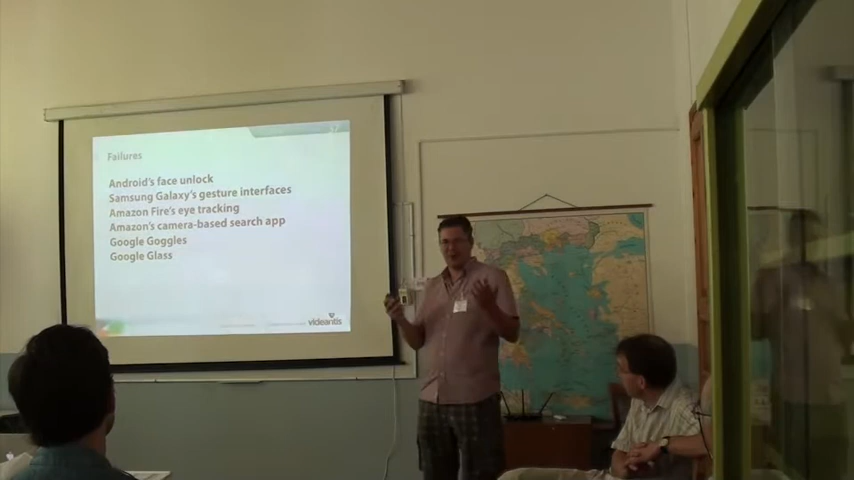 Failures
Android's face unlock
Samsung Galaxy's gesture interfaces
Amazon Fire's eye tracking
Amazon's camera-based search app
Google Goggles
Google Glass
videantis